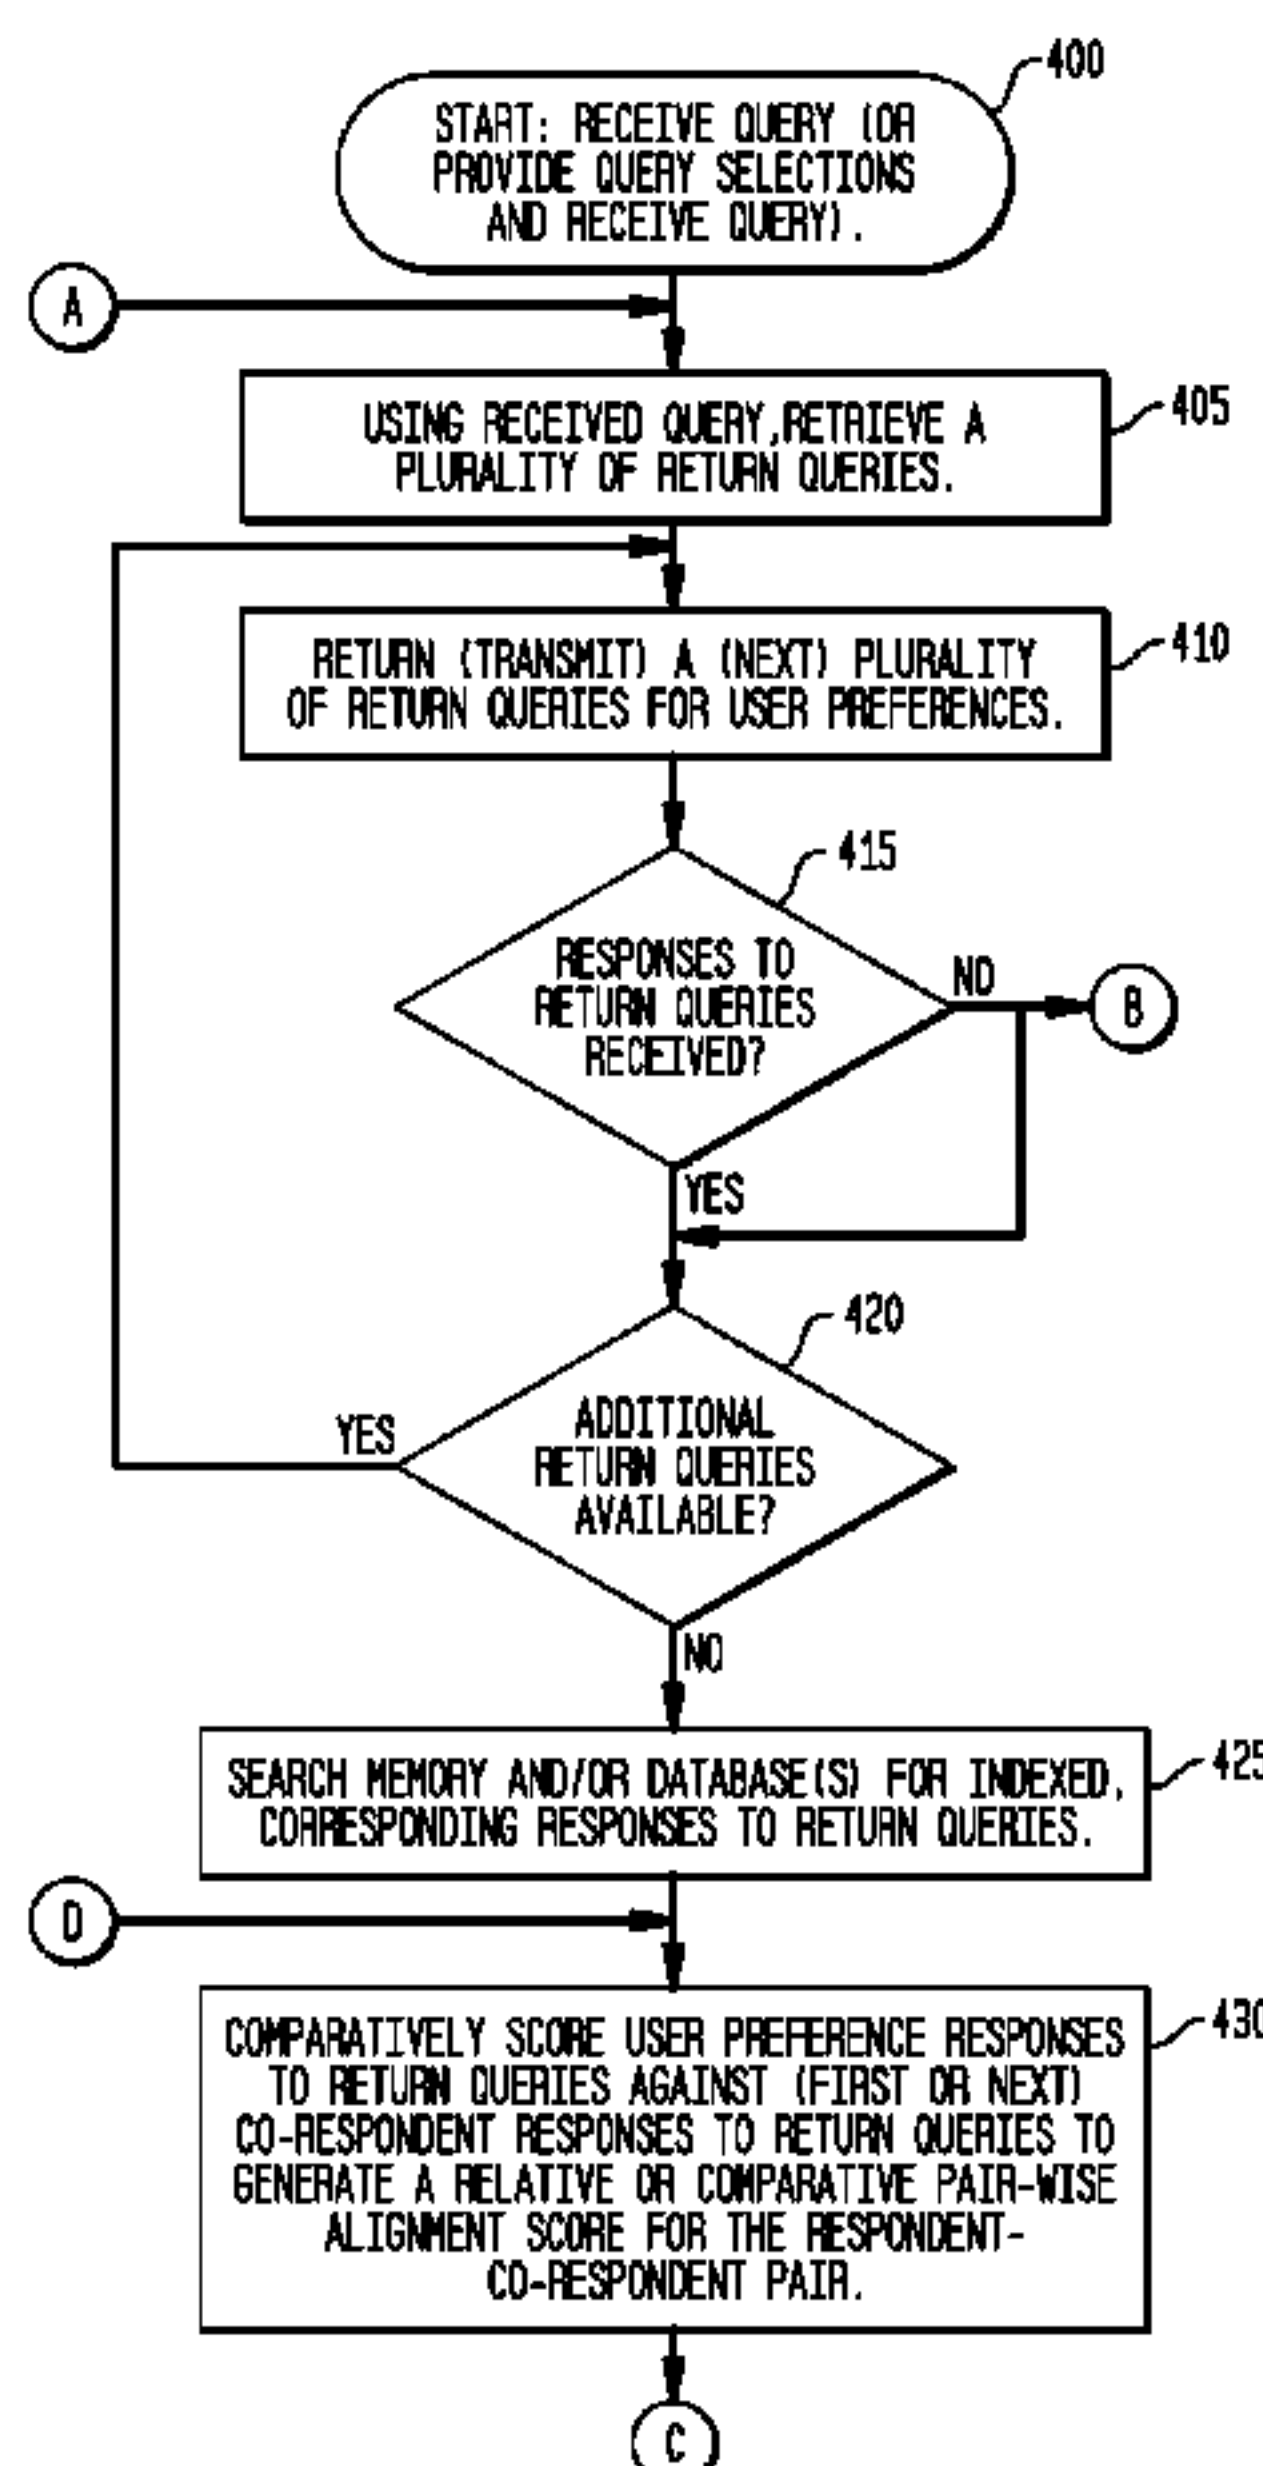 400
START: RECEIVE QUERY (OR
PROVIDE QUERY SELECTIONS
AND RECEIVE QUERY).
A
405
USING RECEIVED QUERY,RETRIEVE A
PLURALITY OF RETURN QUERIES.
410
RETURN (TRANSMIT) A (NEXT) PLURALITY
OF RETURN QUERIES FOR USER PREFERENCES.
415
RESPONSES TO
RETURN QUERIES
RECEIVED?
NO
B
YES
420
ADDITIONAL
RETURN QUERIES
AVAILABLE?
YES
NO
425
SEARCH MEMORY AND/OR DATABASE(S) FOR INDEXED,
CORRESPONDING RESPONSES TO RETURN QUERIES.
D
430
COMPARATIVELY SCORE USER PREFERENCE RESPONSES
TO RETURN QUERIES AGAINST (FIRST OR NEXT)
CO-RESPONDENT RESPONSES TO RETURN QUERIES TO
GENERATE A RELATIVE OR COMPARATIVE PAIR-WISE
ALIGNMENT SCORE FOR THE RESPONDENT-
CO-RESPONDENT PAIR.
C